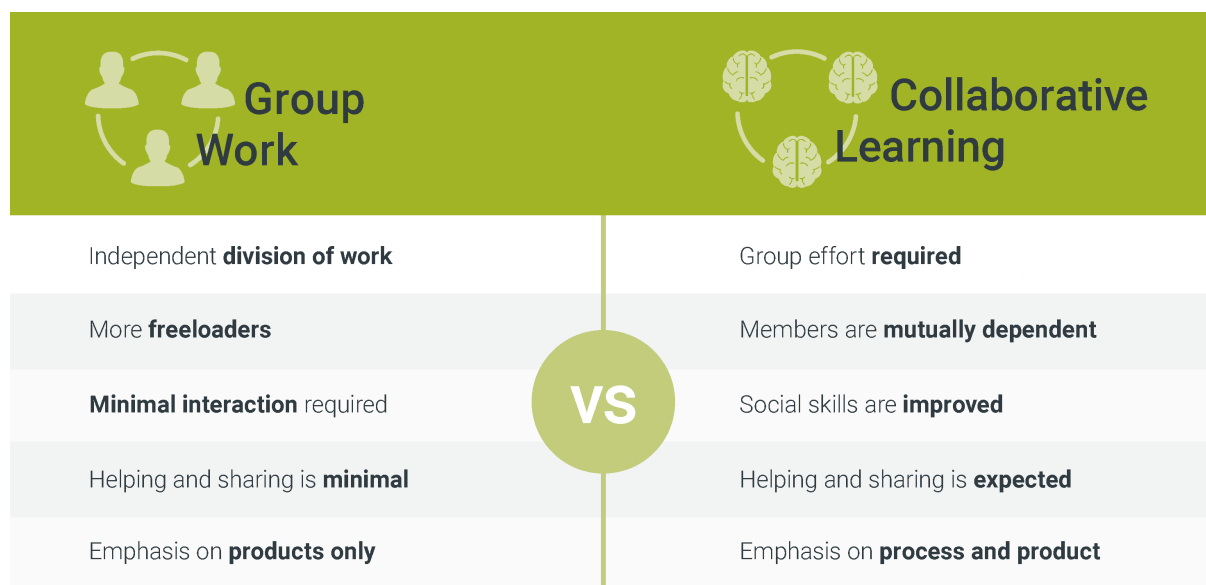 Group
Work
Collaborative
Learning
VS
Independent division of work
Group effort required
More freeloaders
Members are mutually dependent
Minimal interaction required
Social skills are improved
Helping and sharing is minimal
Helping and sharing is expected
Emphasis on products only
Emphasis on process and product